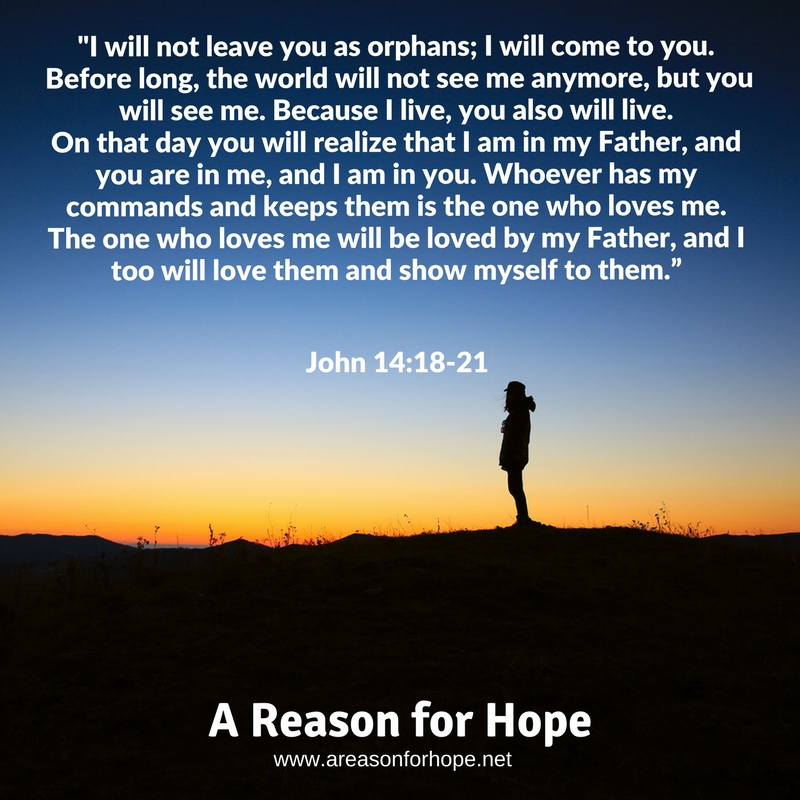 "I will not leave you as orphans; I will come to you.
Before long, the world will not see me anymore, but you
will see me. Because I live, you also will live.
On that day you will realize that I am in my Father, and
you are in me, and I am in you. Whoever has my
commands and keeps them is the one who loves me.
The one who loves me will be loved by my Father, and I
too will love them and show myself to them.”
John 14:18-21
A Reason for Hope
www.areasonforhope.net